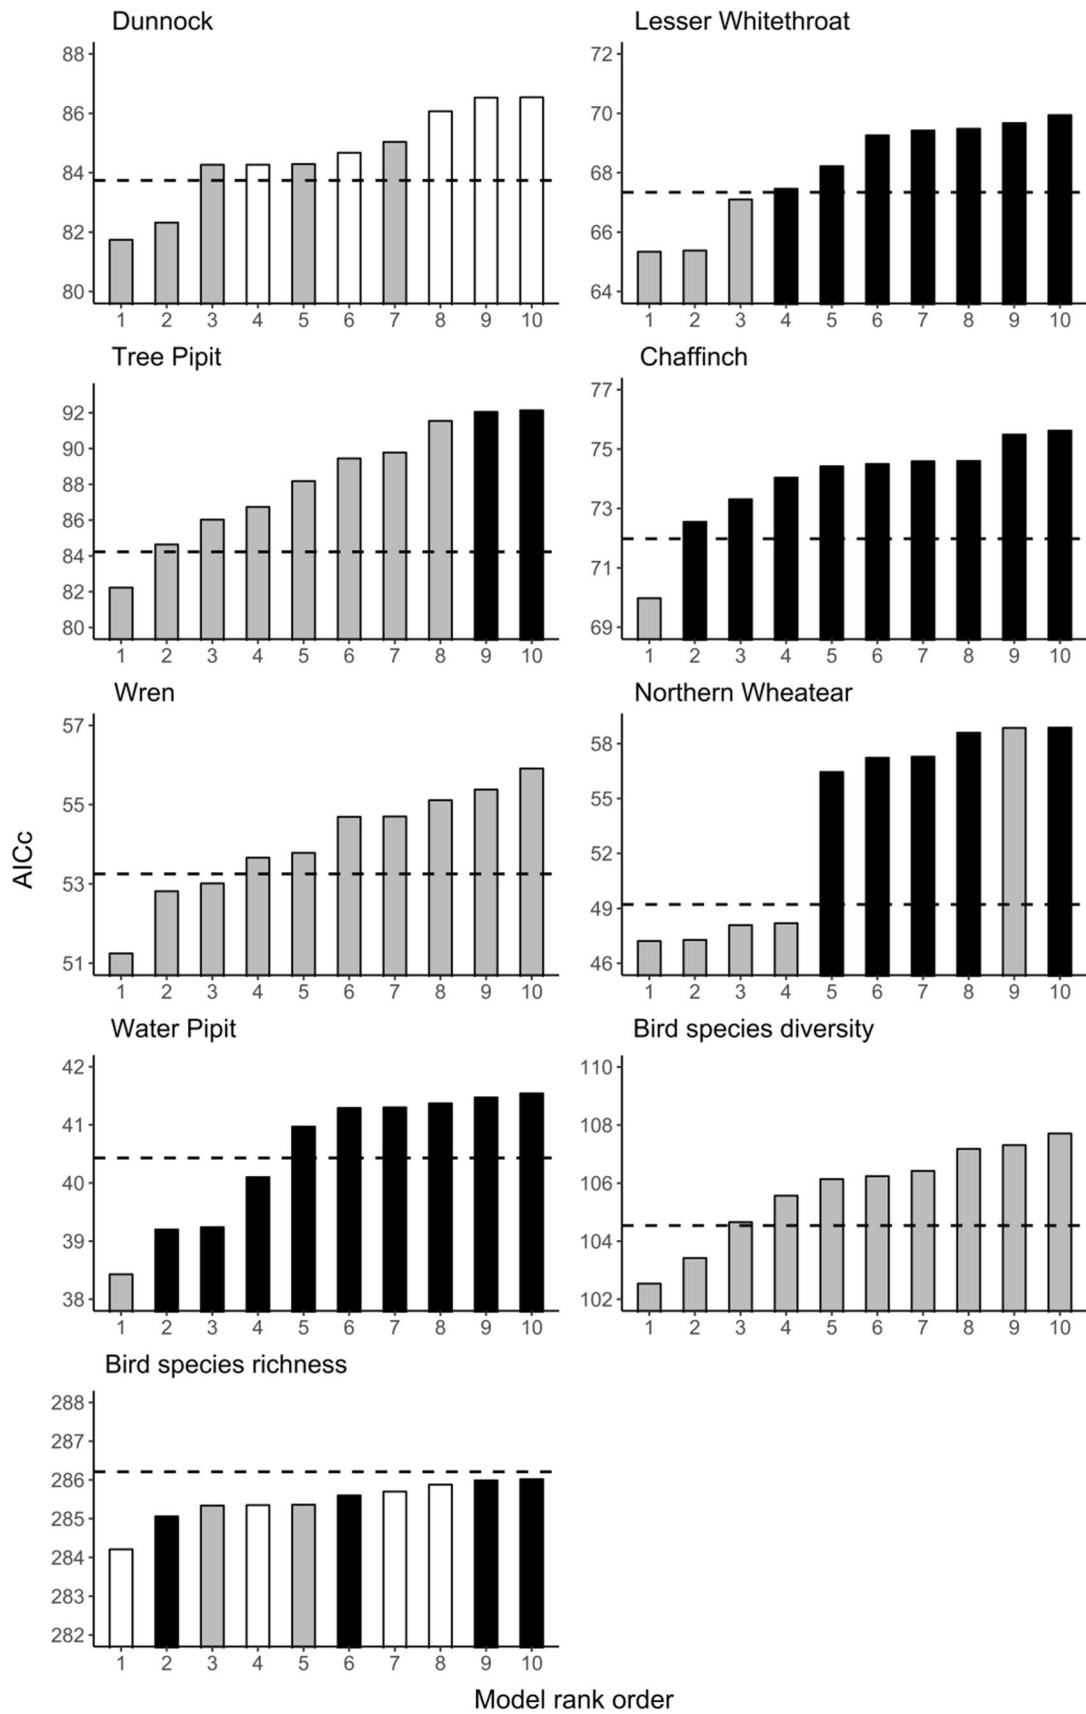 Dunnock
88
86
84
82
80
1 2 3 4 5 6 7 8 9 10
Lesser Whitethroat
72
70
68
66
64
1 2 3 4 5 6 7 8 9 10
Tree Pipit
92
90
88
86
84
82
80
1 2 3 4 5 6 7 8 9 10
Chaffinch
77
75
73
71
69
1 2 3 4 5 6 7 8 9 10
Wren
57
55
53
51
1 2 3 4 5 6 7 8 9 10
Northern Wheatear
58
55
52
49
46
1 2 3 4 5 6 7 8 9 10
AICc
Water Pipit
42
41
40
39
38
1 2 3 4 5 6 7 8 9 10
Bird species diversity
110
108
106
104
102
1 2 3 4 5 6 7 8 9 10
Bird species richness
288
287
286
285
284
283
282
1 2 3 4 5 6 7 8 9 10
Model rank order